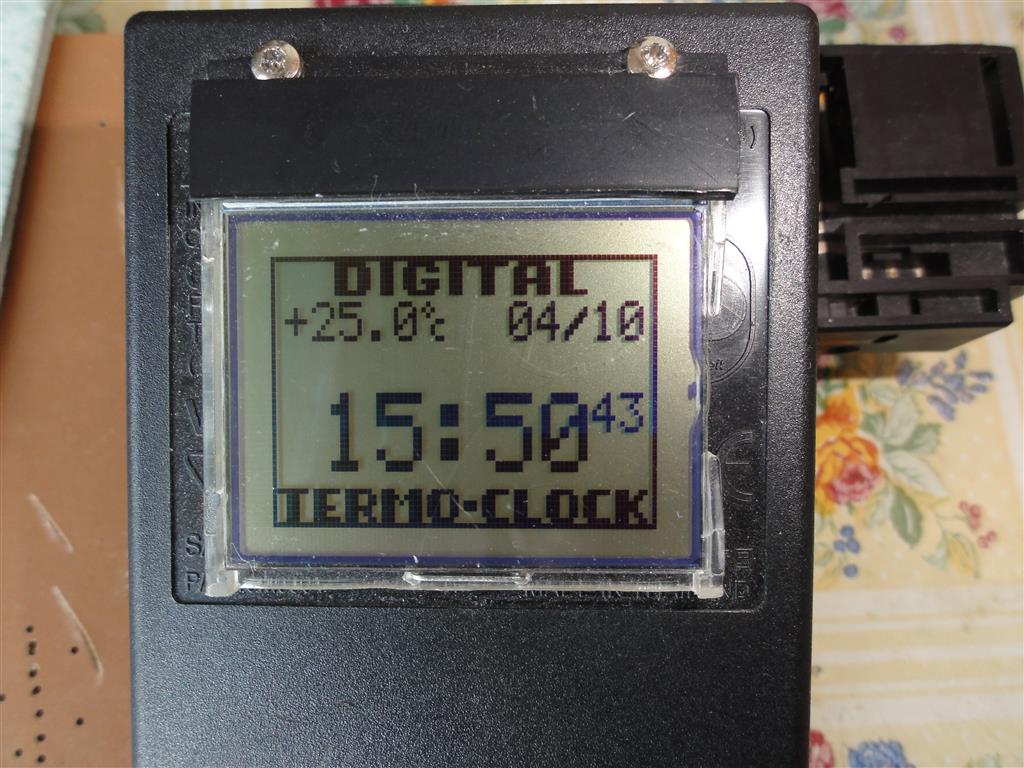 DIGITAL
+25.0℃ 04/10
15:50 43
TERMO-CLOCK